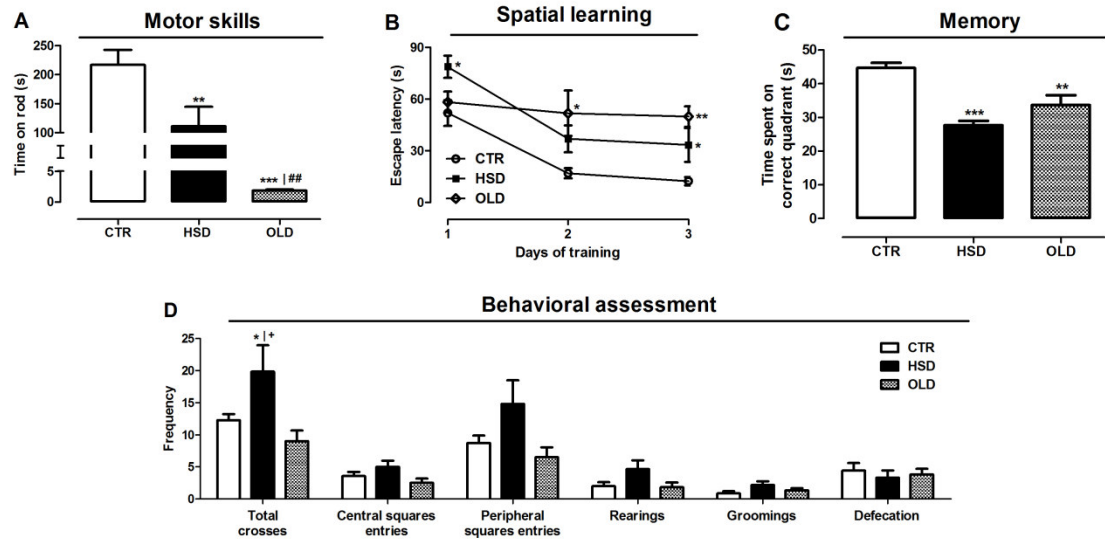 A
Motor skills
Time on rod (s)
250
200
150
100
5
0
**
*** | ##
CTR
HSD
OLD
B
Spatial learning
Escape latency (s)
90
60
30
0
*
*
**
*
CTR
HSD
OLD
1
2
3
Days of training
C
Memory
Time spent on
correct quadrant (s)
50
40
30
20
10
0
***
**
CTR
HSD
OLD
D
Behavioral assessment
Frequency
25
20
15
10
5
0
* | +
CTR
HSD
OLD
Total
crosses
Central squares
entries
Peripheral
squares entries
Rearings
Groomings
Defecation